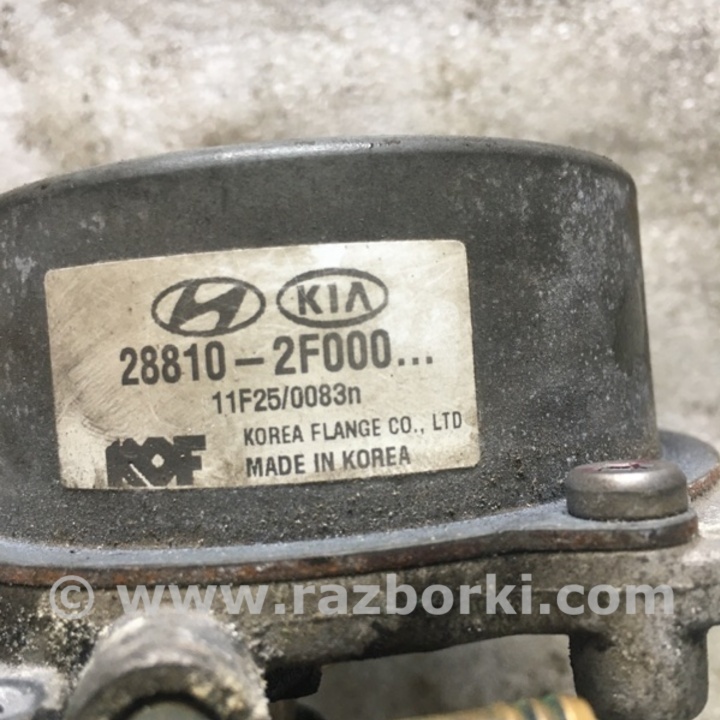 KIA
28810-2F000...
11F25/0083n
KOREA FLANGE CO., LTD
KOF MADE IN KOREA
© www.razborki.com